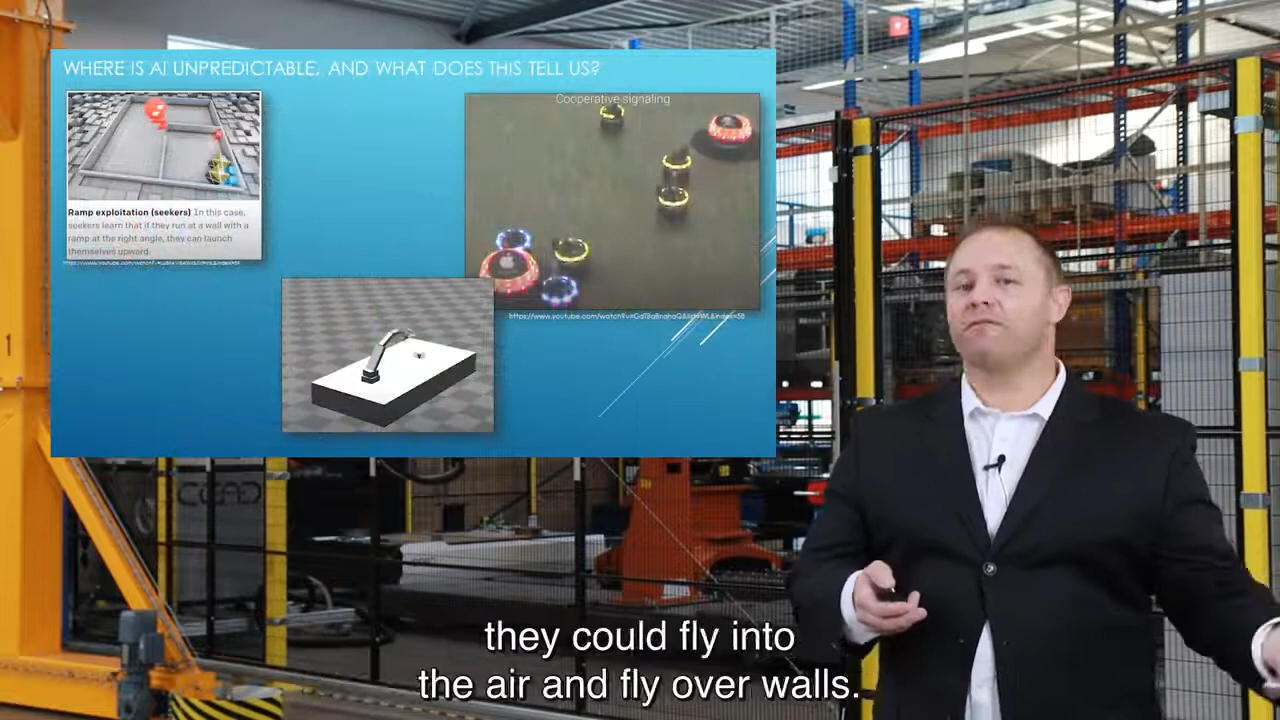 WHERE IS AI UNPREDICTABLE, AND WHAT DOES THIS TELL US?
Cooperative signaling
Ramp exploitation (seekers) In this case,
seekers learn that if they run at a wall with a
ramp at the right angle, they can launch
themselves upward.
they could fly into
the air and fly over walls.